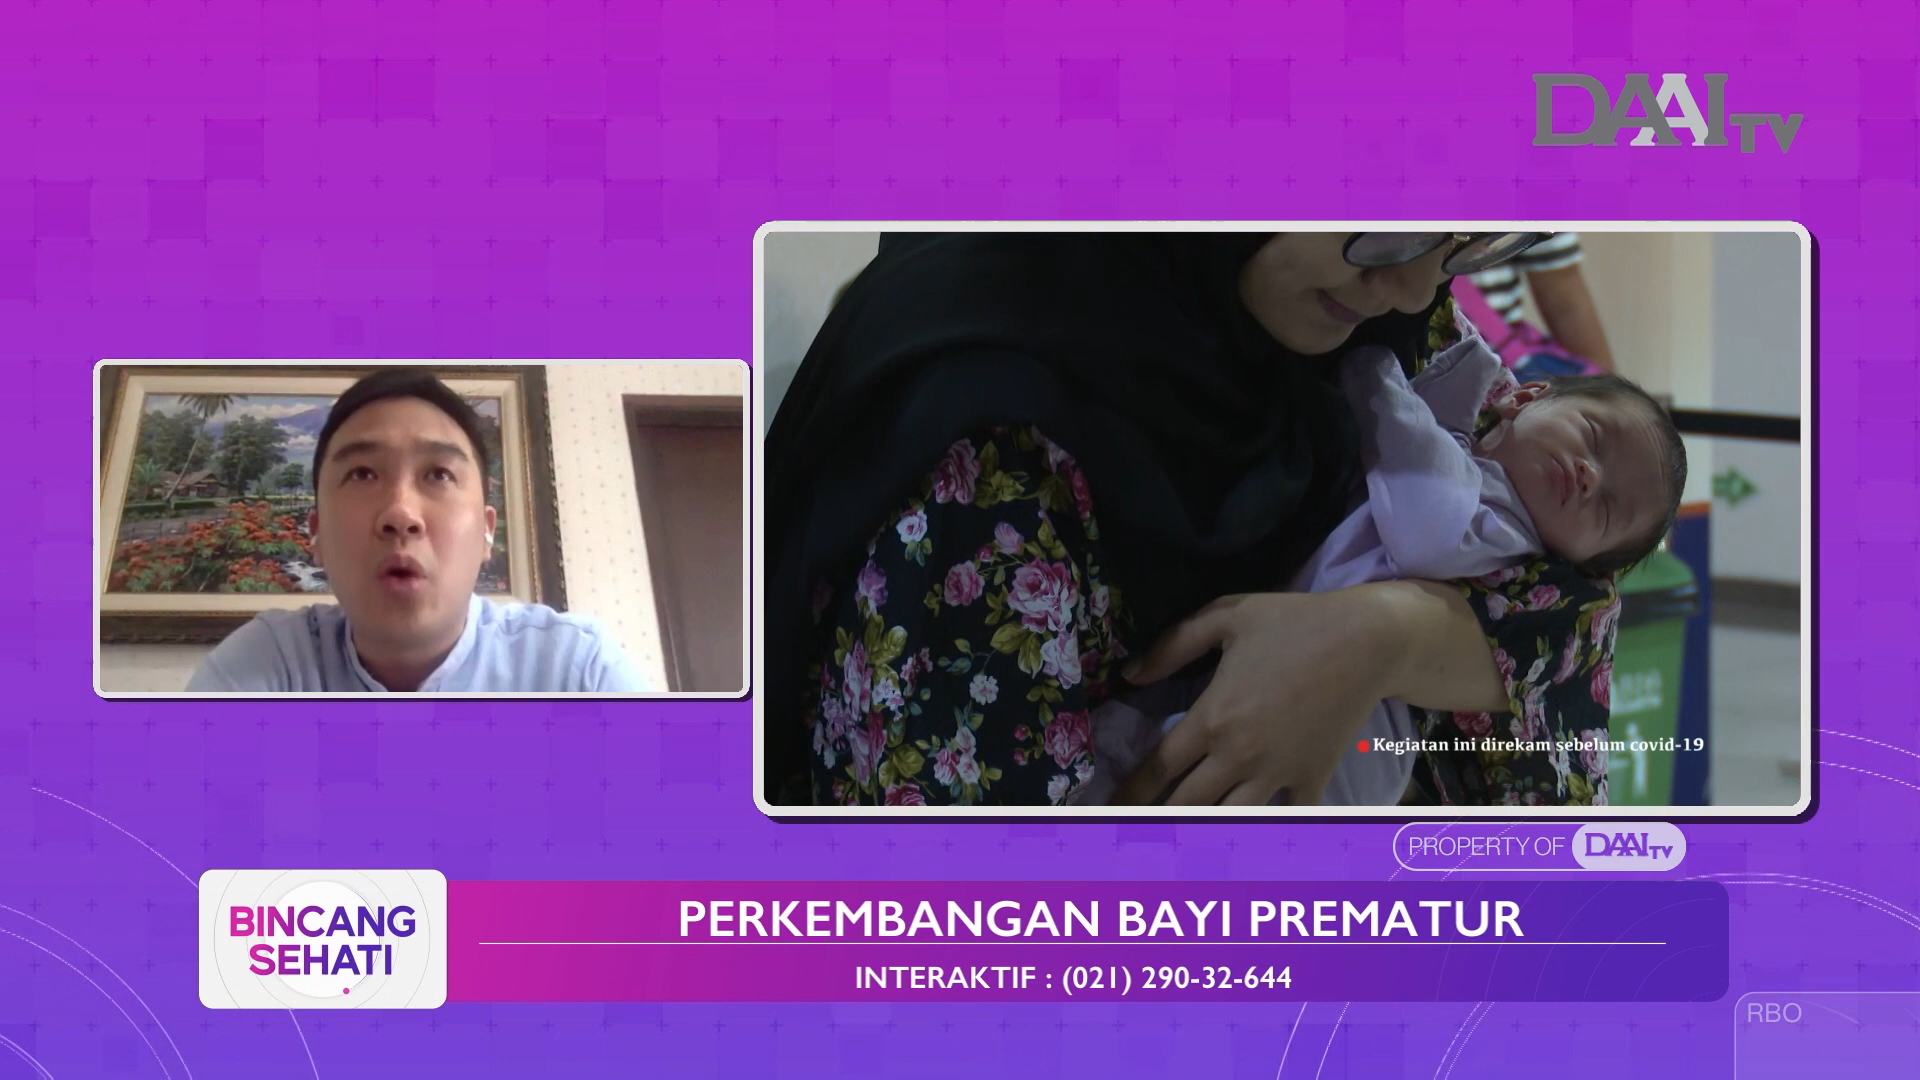 DAAI TV
Kegiatan ini direkam sebelum covid-19
PROPERTY OF DAAI TV
BINCANG
SEHATI
PERKEMBANGAN BAYI PREMATUR
INTERAKTIF : (021) 290-32-644
RBO